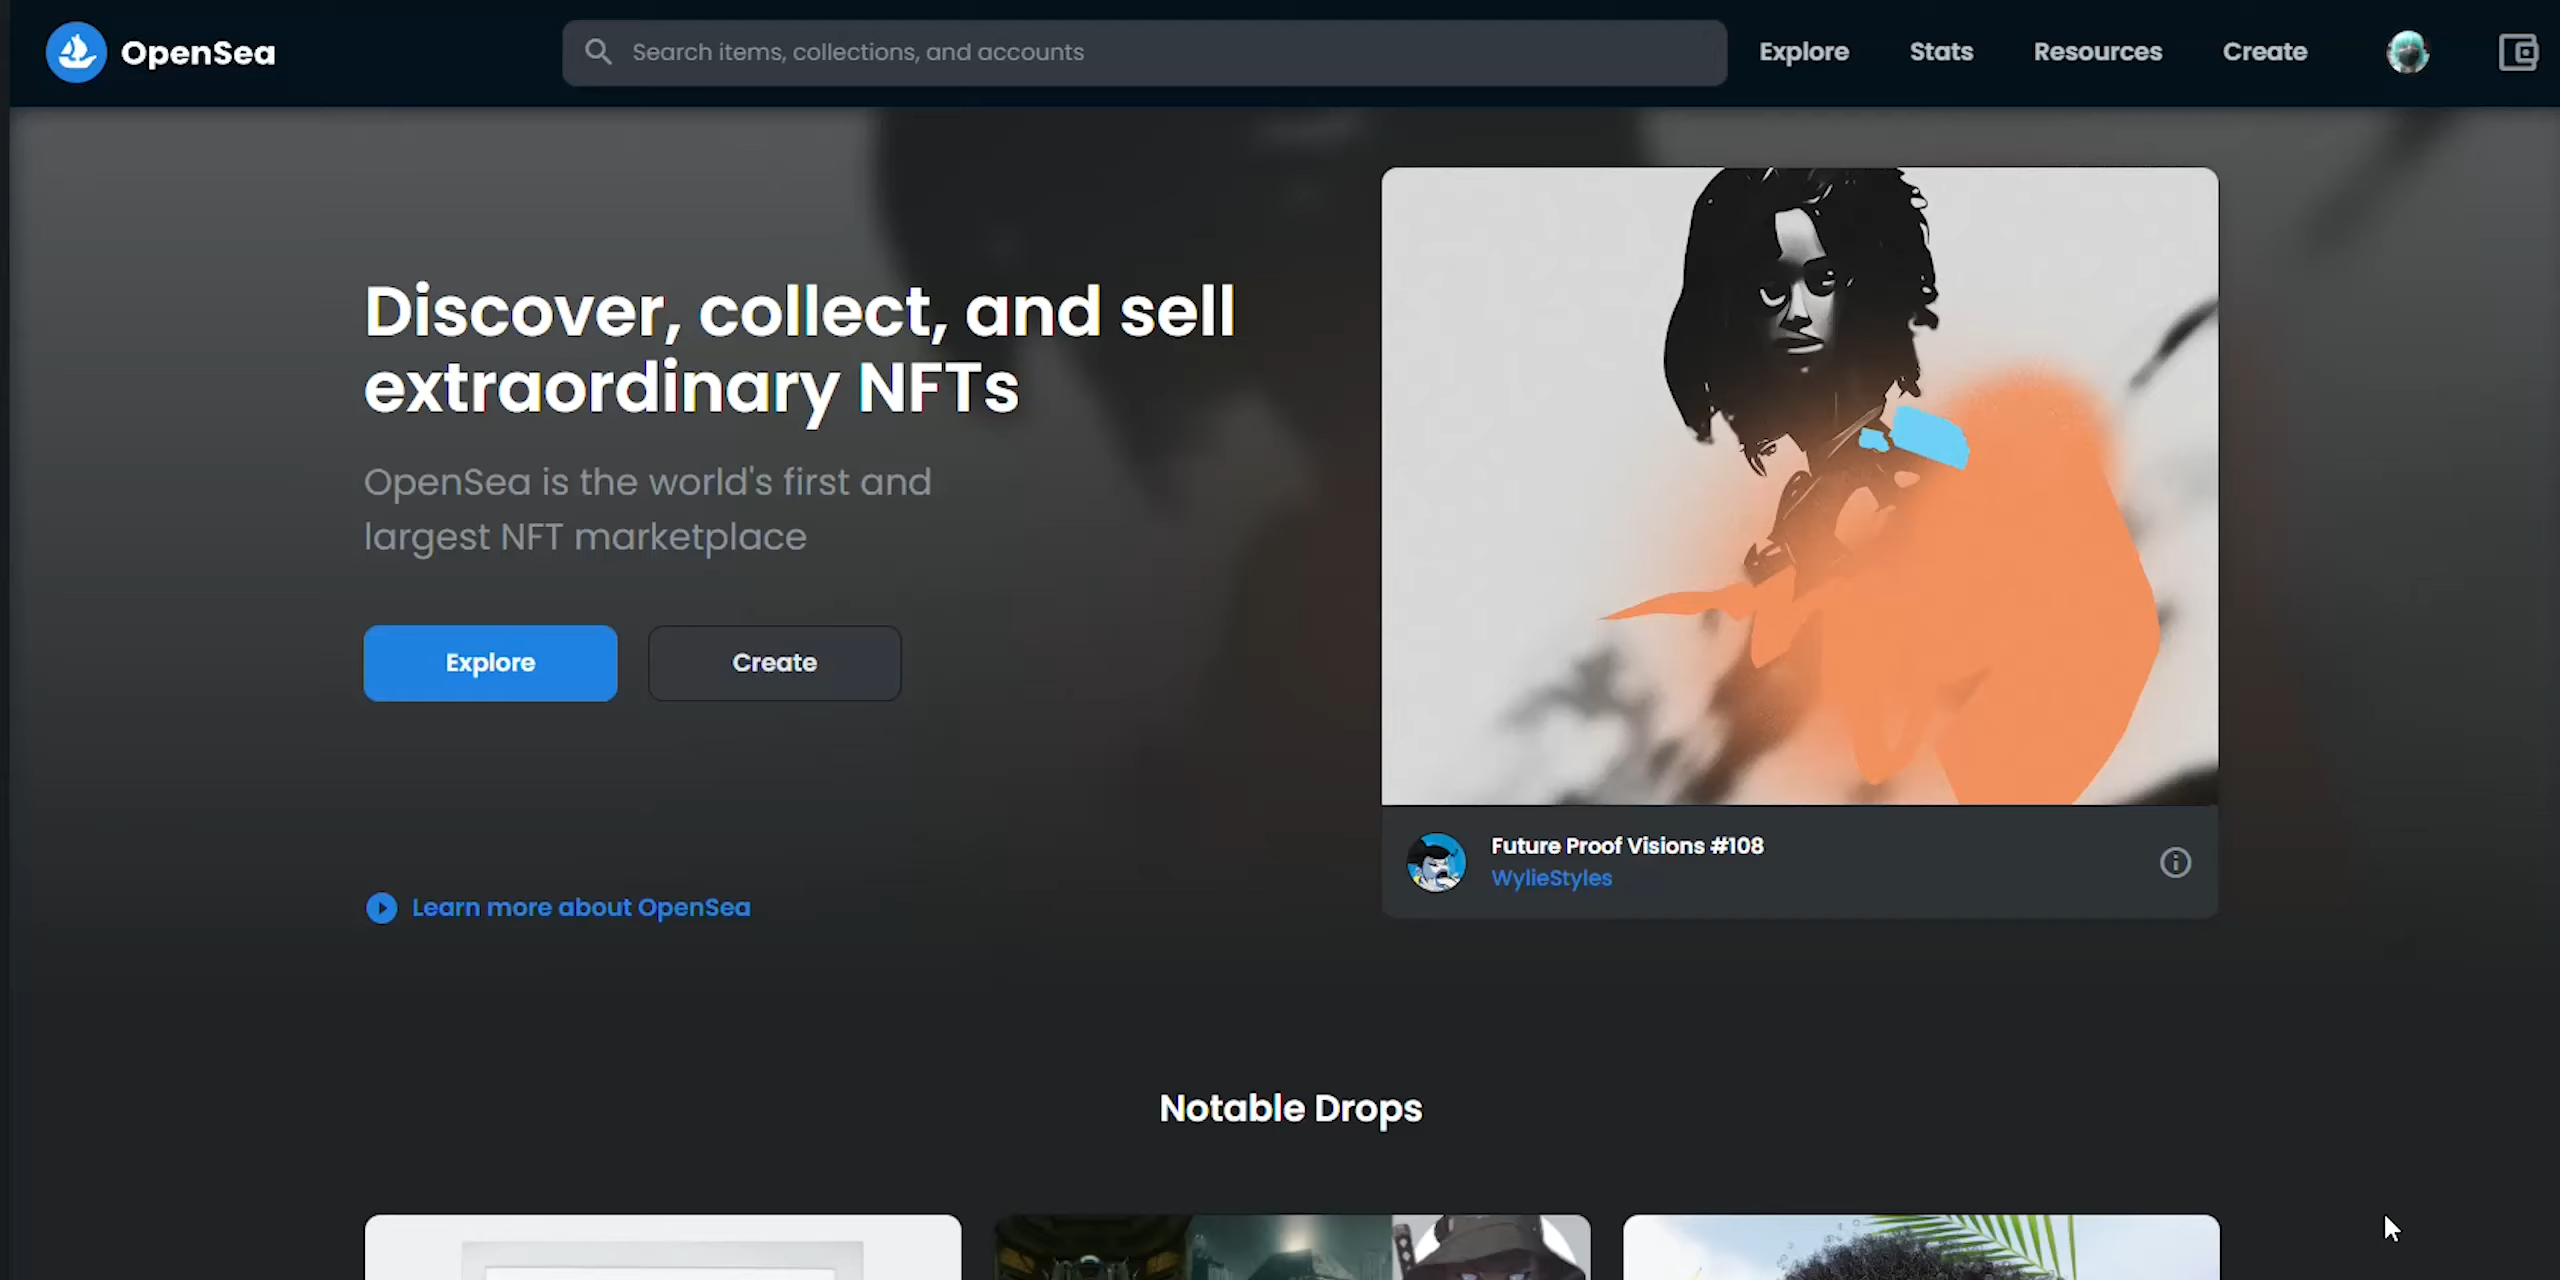 OpenSea
Search items, collections, and accounts
Explore
Stats
Resources
Create
Discover, collect, and sell
extraordinary NFTs
OpenSea is the world's first and
largest NFT marketplace
Explore
Create
Learn more about OpenSea
Future Proof Visions #108
WylieStyles
Notable Drops